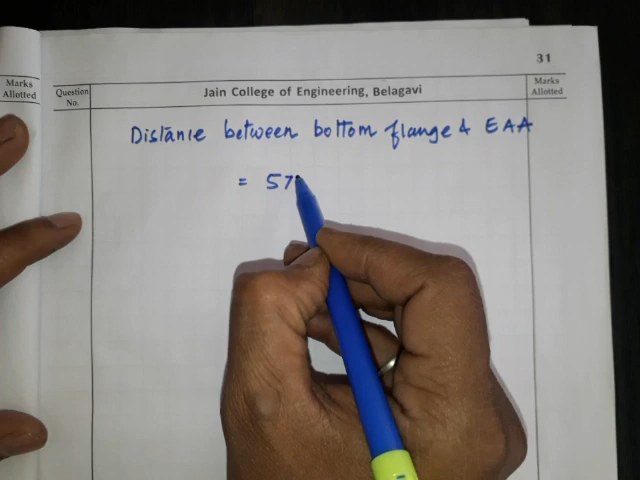 31
Marks
Allotted
Question
No.
Jain College of Engineering, Belagavi
Marks
Allotted
Distance between bottom flange & EAA
= 57